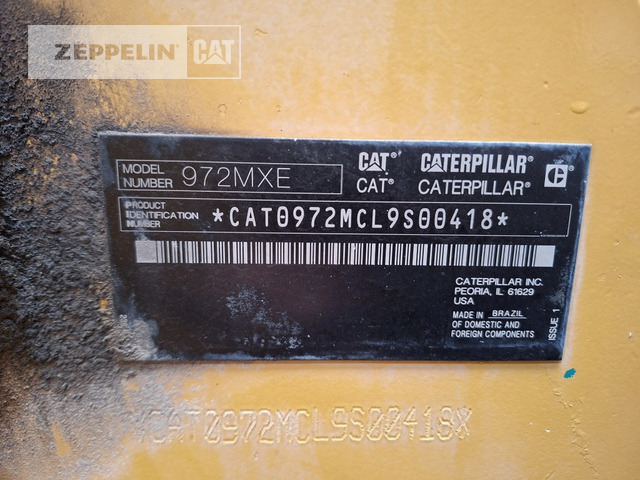 ZEPPELIN CAT
MODEL NUMBER 972MXE
CAT® CATERPILLAR®
CAT® CATERPILLAR®
PRODUCT IDENTIFICATION NUMBER *CAT0972MCL9S00418*
CATERPILLAR INC.
PEORIA, IL 61629
USA
MADE IN BRAZIL
OF DOMESTIC AND
FOREIGN COMPONENTS
ISSUE 1
CAT0972MCL9S00418